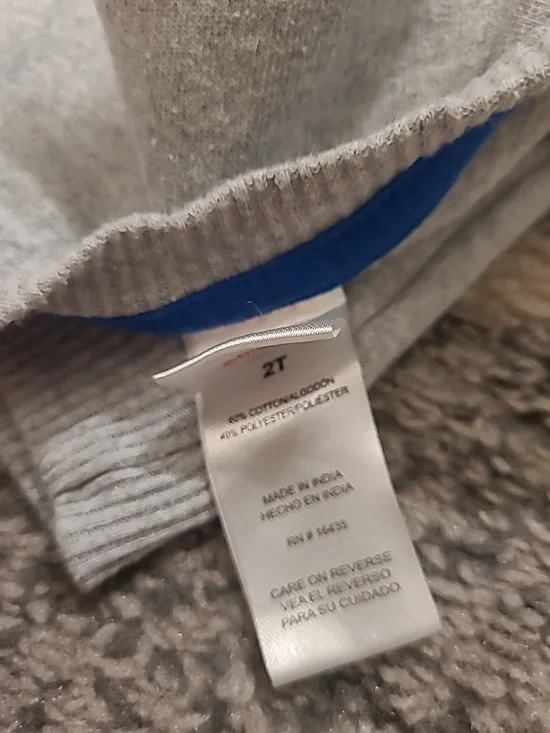 2T
60% COTTON/ALGODÓN
40% POLYESTER/POLIÉSTER
MADE IN INDIA
HECHO EN INDIA
RN # 16435
CARE ON REVERSE
VEA EL REVERSO
PARA SU CUIDADO